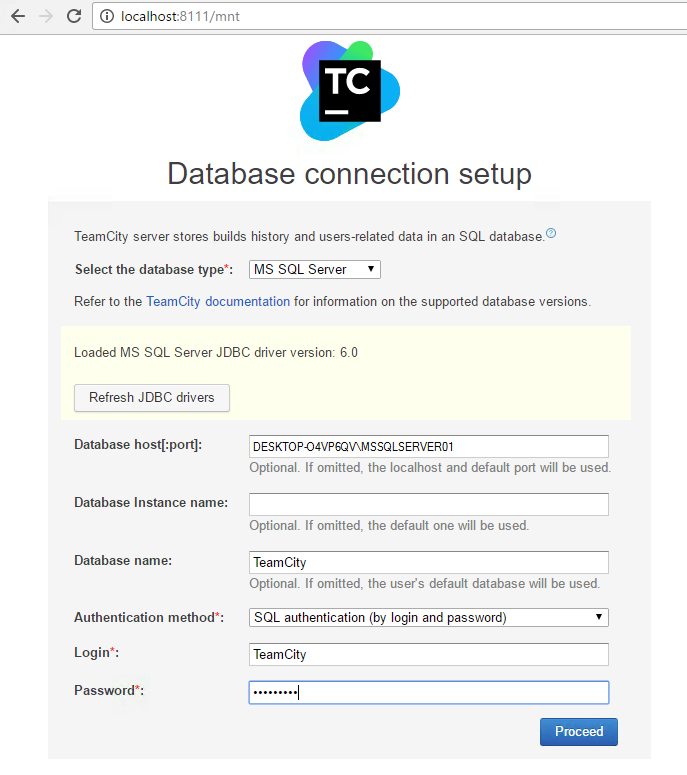 localhost:8111/mnt
TC
Database connection setup
TeamCity server stores builds history and users-related data in an SQL database.?
Select the database type*: MS SQL Server
Refer to the TeamCity documentation for information on the supported database versions.
Loaded MS SQL Server JDBC driver version: 6.0
Refresh JDBC drivers
Database host[:port]: DESKTOP-O4VP6QV\MSSQLSERVER01
Optional. If omitted, the localhost and default port will be used.
Database Instance name:
Optional. If omitted, the default one will be used.
Database name: TeamCity
Optional. If omitted, the user's default database will be used.
Authentication method*: SQL authentication (by login and password)
Login*: TeamCity
Password*: •••••••••
Proceed